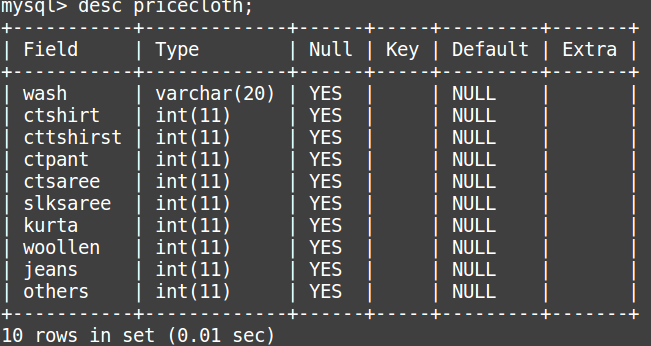 mysql> desc pricecloth;
+-----------+-------------+------+-----+---------+-------+
| Field     | Type        | Null | Key | Default | Extra |
+-----------+-------------+------+-----+---------+-------+
| wash      | varchar(20) | YES  |     | NULL    |       |
| ctshirt   | int(11)     | YES  |     | NULL    |       |
| cttshirst | int(11)     | YES  |     | NULL    |       |
| ctpant    | int(11)     | YES  |     | NULL    |       |
| ctsaree   | int(11)     | YES  |     | NULL    |       |
| slksaree  | int(11)     | YES  |     | NULL    |       |
| kurta     | int(11)     | YES  |     | NULL    |       |
| woollen   | int(11)     | YES  |     | NULL    |       |
| jeans     | int(11)     | YES  |     | NULL    |       |
| others    | int(11)     | YES  |     | NULL    |       |
+-----------+-------------+------+-----+---------+-------+
10 rows in set (0.01 sec)